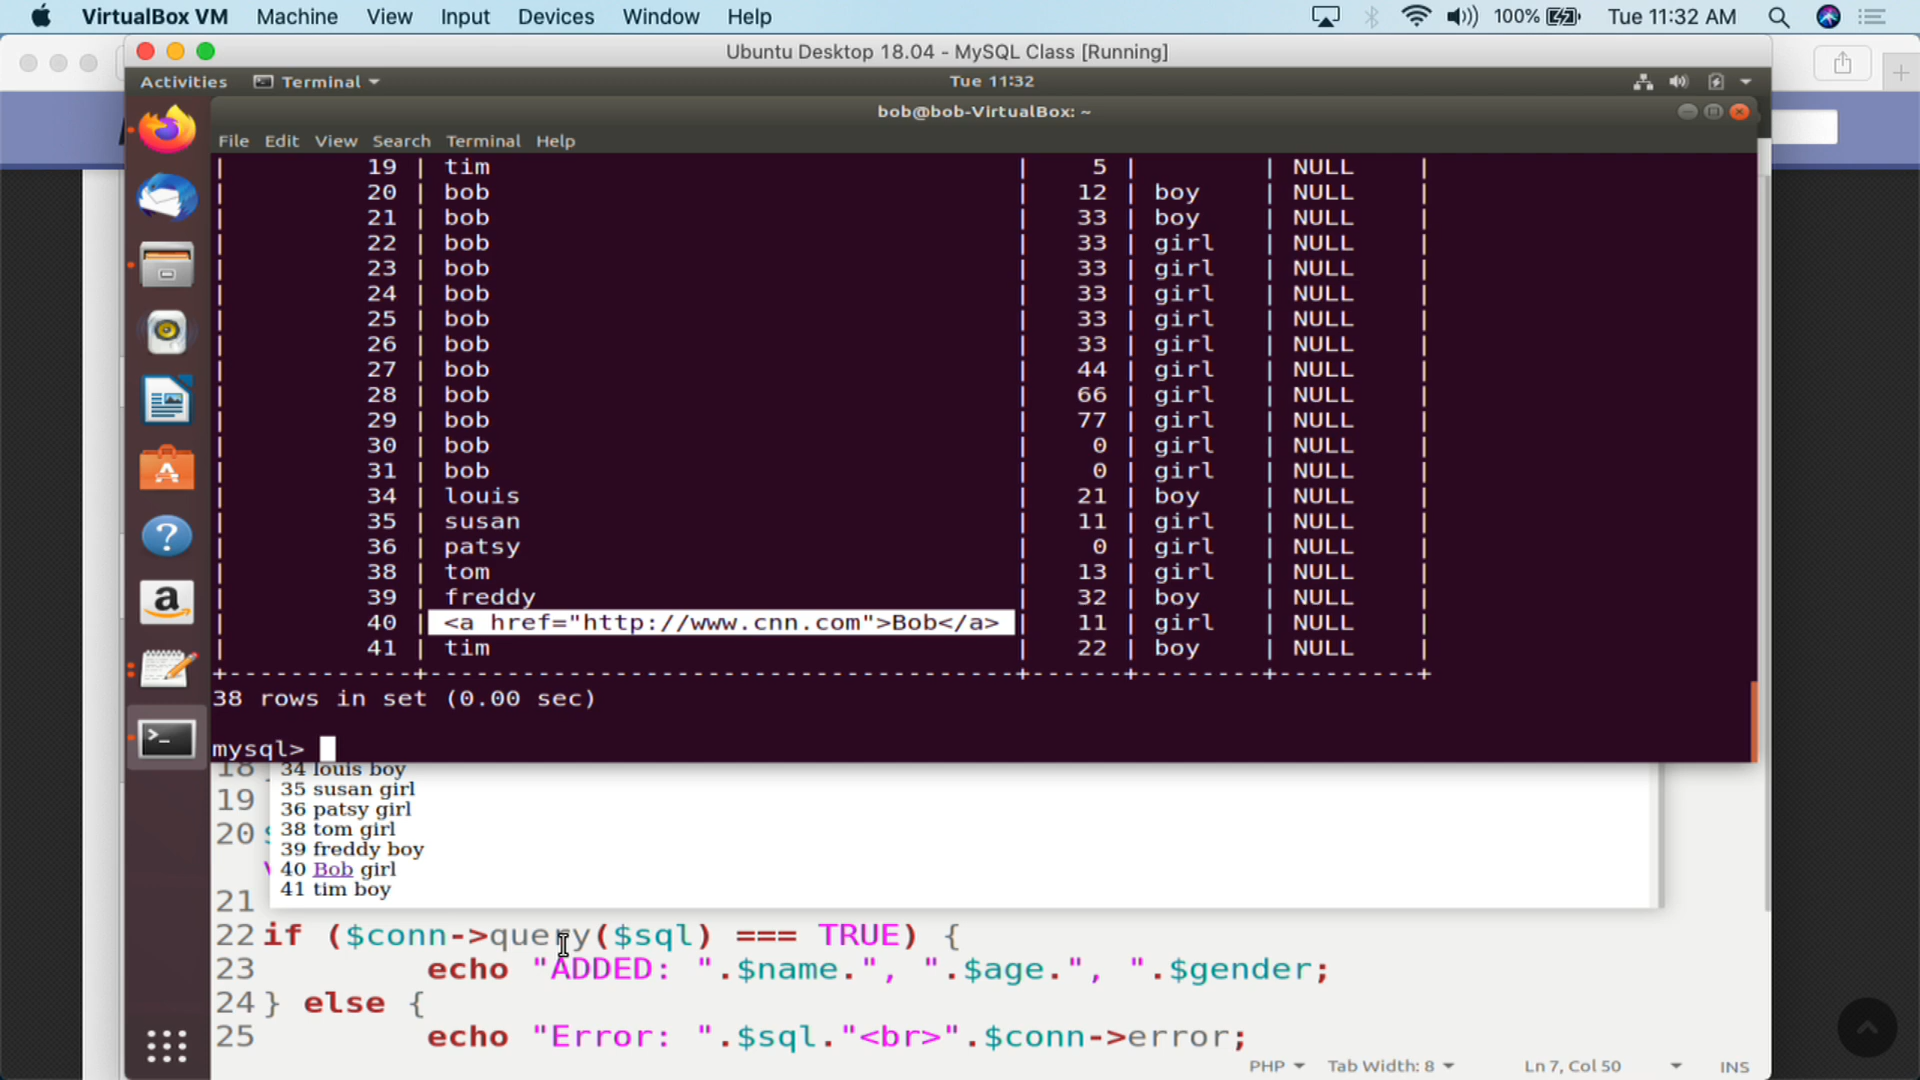 VirtualBox VM Machine View Input Devices Window Help 100% Tue 11:32 AM
Ubuntu Desktop 18.04 - MySQL Class [Running]
Activities Terminal Tue 11:32
bob@bob-VirtualBox: ~
File Edit View Search Terminal Help
| 19 | tim | 5 | | NULL |
| 20 | bob | 12 | boy | NULL |
| 21 | bob | 33 | boy | NULL |
| 22 | bob | 33 | girl | NULL |
| 23 | bob | 33 | girl | NULL |
| 24 | bob | 33 | girl | NULL |
| 25 | bob | 33 | girl | NULL |
| 26 | bob | 33 | girl | NULL |
| 27 | bob | 44 | girl | NULL |
| 28 | bob | 66 | girl | NULL |
| 29 | bob | 77 | girl | NULL |
| 30 | bob | 0 | girl | NULL |
| 31 | bob | 0 | girl | NULL |
| 34 | louis | 21 | boy | NULL |
| 35 | susan | 11 | girl | NULL |
| 36 | patsy | 0 | girl | NULL |
| 38 | tom | 13 | girl | NULL |
| 39 | freddy | 32 | boy | NULL |
| 40 | <a href="http://www.cnn.com">Bob</a> | 11 | girl | NULL |
| 41 | tim | 22 | boy | NULL |
+-------------+--------------------------------------+------+--------+---------+
38 rows in set (0.00 sec)
mysql>
18 34 louis boy
35 susan girl
19 36 patsy girl
20 $ 38 tom girl
39 freddy boy
40 Bob girl
41 tim boy
21
22 if ($conn->query($sql) === TRUE) {
23 echo "ADDED: ".$name.", ".$age.", ".$gender;
24 } else {
25 echo "Error: ".$sql."<br>".$conn->error;
PHP Tab Width: 8 Ln 7, Col 50 INS